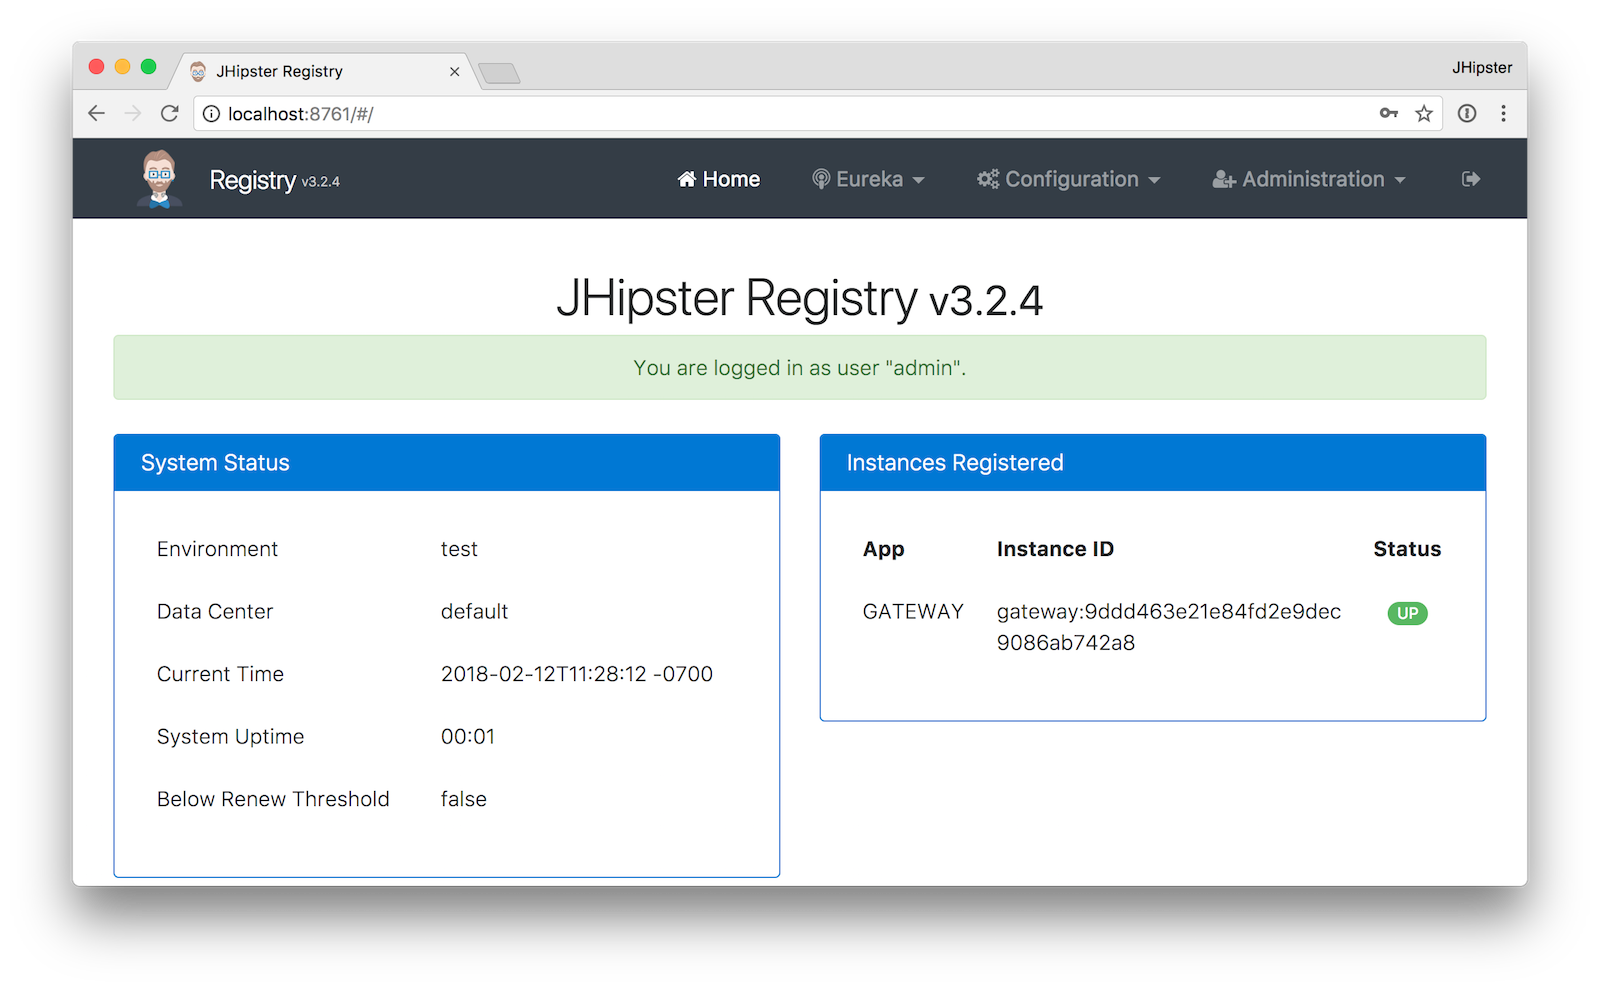 JHipster Registry
JHipster
localhost:8761/#/
Registry v3.2.4
Home
Eureka
Configuration
Administration
JHipster Registry v3.2.4
You are logged in as user "admin".
System Status
Environment test
Data Center default
Current Time 2018-02-12T11:28:12 -0700
System Uptime 00:01
Below Renew Threshold false
Instances Registered
App Instance ID Status
GATEWAY gateway:9ddd463e21e84fd2e9dec UP
9086ab742a8